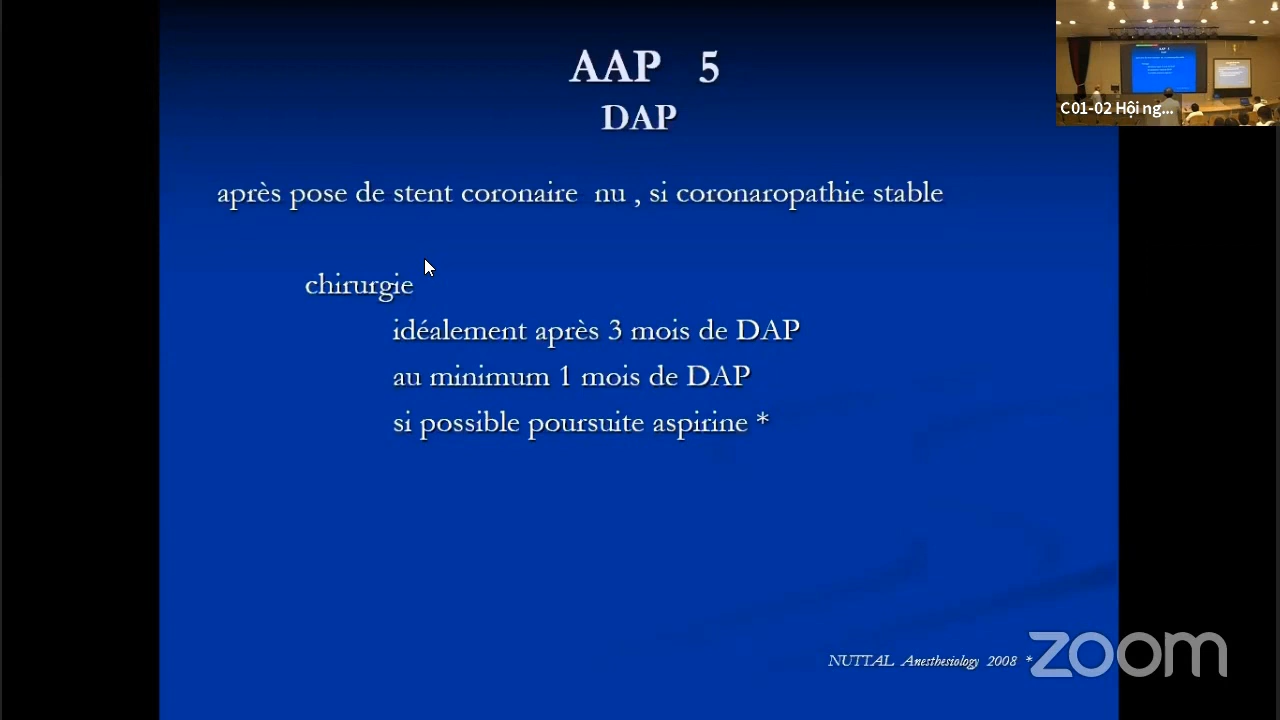 AAP 5
DAP
après pose de stent coronaire nu , si coronaropathie stable
chirurgie
idéalement après 3 mois de DAP
au minimum 1 mois de DAP
si possible poursuite aspirine *
NUTTAL Anesthesiology 2008 *
zoom
C01-02 Hội ng...